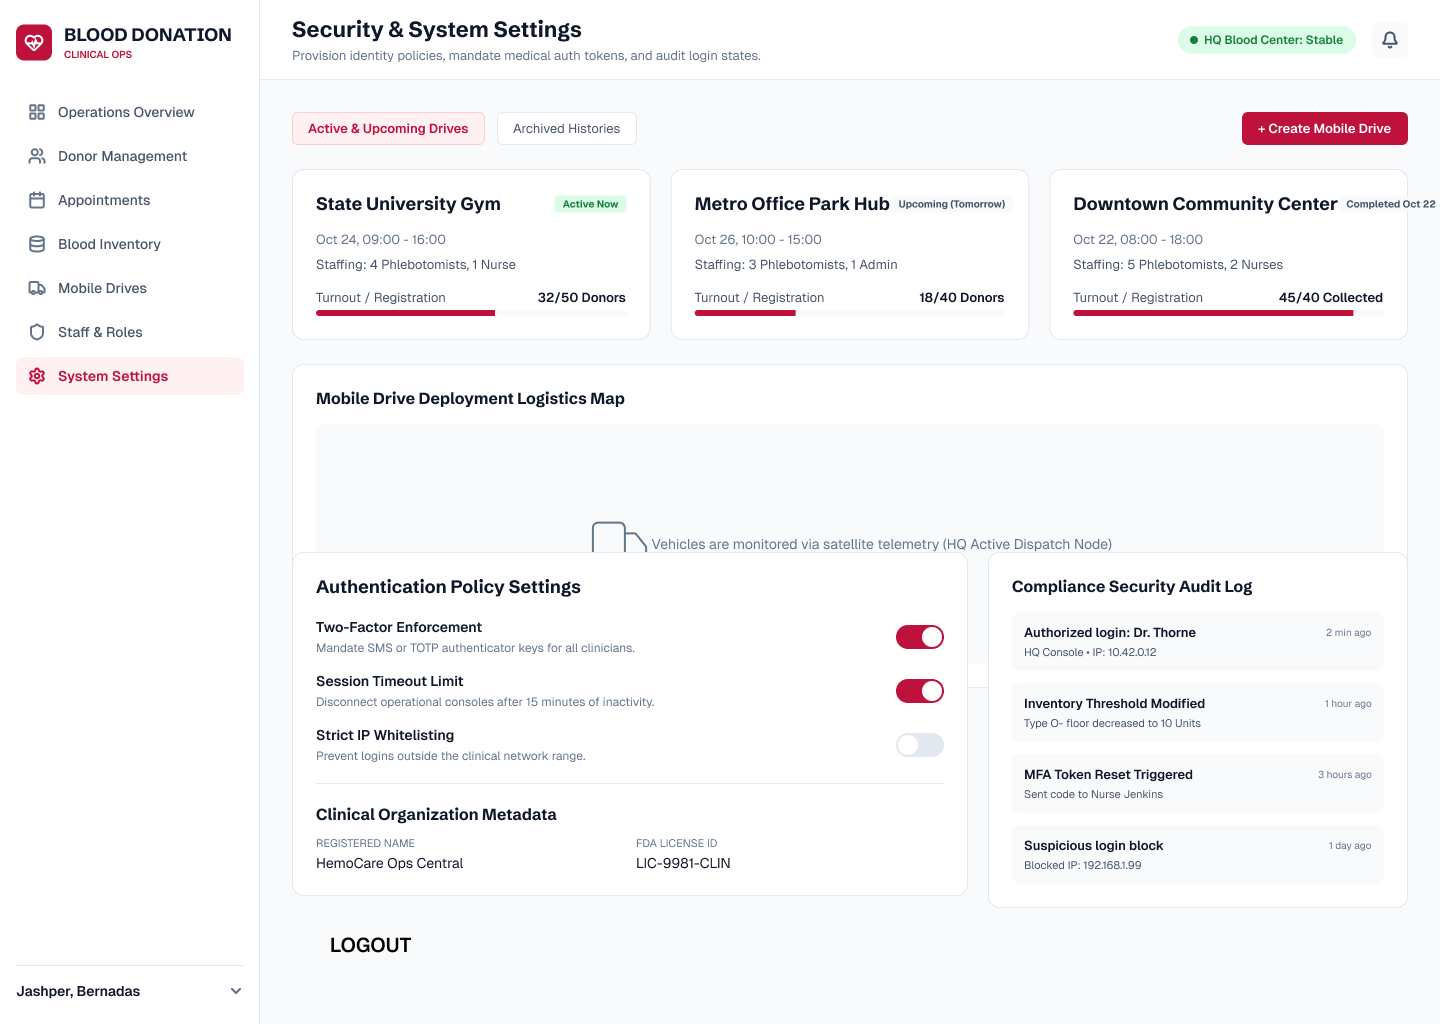 BLOOD DONATION
CLINICAL OPS
Operations Overview
Donor Management
Appointments
Blood Inventory
Mobile Drives
Staff & Roles
System Settings
Jashper, Bernadas
Security & System Settings
Provision identity policies, mandate medical auth tokens, and audit login states.
HQ Blood Center: Stable
Active & Upcoming Drives
Archived Histories
+ Create Mobile Drive
State University Gym
Active Now
Oct 24, 09:00 - 16:00
Staffing: 4 Phlebotomists, 1 Nurse
Turnout / Registration
32/50 Donors
Metro Office Park Hub
Upcoming (Tomorrow)
Oct 26, 10:00 - 15:00
Staffing: 3 Phlebotomists, 1 Admin
Turnout / Registration
18/40 Donors
Downtown Community Center
Completed Oct 22
Oct 22, 08:00 - 18:00
Staffing: 5 Phlebotomists, 2 Nurses
Turnout / Registration
45/40 Collected
Mobile Drive Deployment Logistics Map
Vehicles are monitored via satellite telemetry (HQ Active Dispatch Node)
Authentication Policy Settings
Two-Factor Enforcement
Mandate SMS or TOTP authenticator keys for all clinicians.
Session Timeout Limit
Disconnect operational consoles after 15 minutes of inactivity.
Strict IP Whitelisting
Prevent logins outside the clinical network range.
Clinical Organization Metadata
REGISTERED NAME
HemoCare Ops Central
FDA LICENSE ID
LIC-9981-CLIN
Compliance Security Audit Log
Authorized login: Dr. Thorne
2 min ago
HQ Console • IP: 10.42.0.12
Inventory Threshold Modified
1 hour ago
Type O- floor decreased to 10 Units
MFA Token Reset Triggered
3 hours ago
Sent code to Nurse Jenkins
Suspicious login block
1 day ago
Blocked IP: 192.168.1.99
LOGOUT